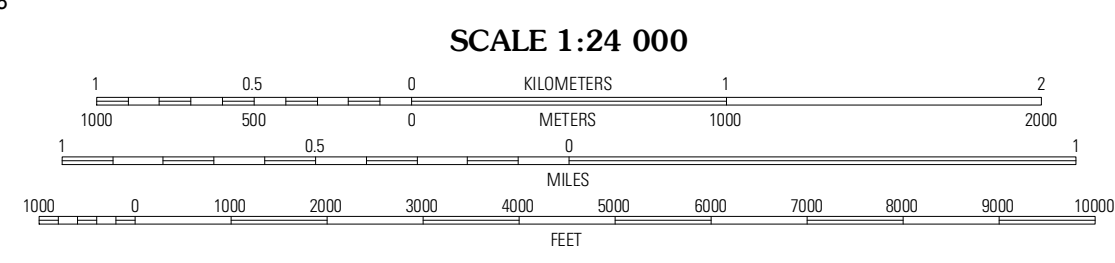 SCALE 1:24 000
1 0.5 0 KILOMETERS 1 2
1000 500 0 METERS 1000 2000
1 0.5 0 1
MILES
1000 0 1000 2000 3000 4000 5000 6000 7000 8000 9000 10000
FEET